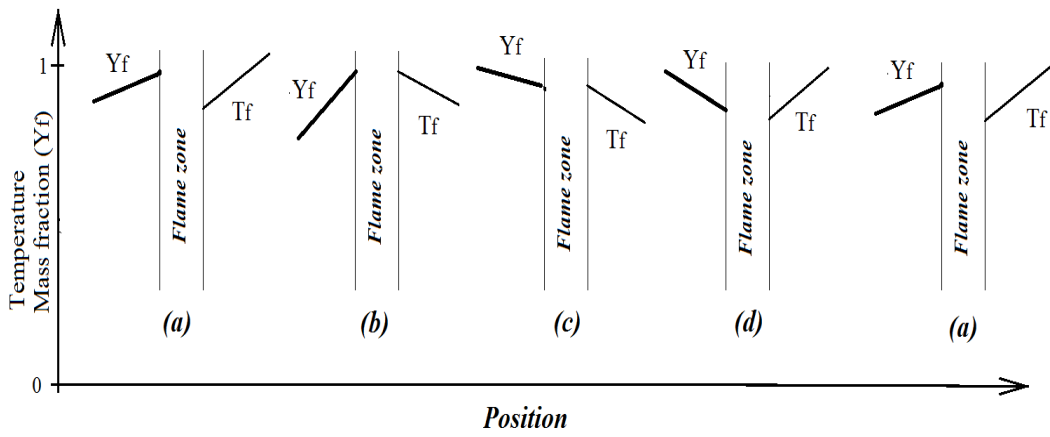 Temperature
Mass fraction (Yf)
1
0
Yf
Flame zone
Tf
(a)
Yf
Flame zone
Tf
(b)
Yf
Flame zone
Tf
(c)
Yf
Flame zone
Tf
(d)
Yf
Flame zone
Tf
(a)
Position